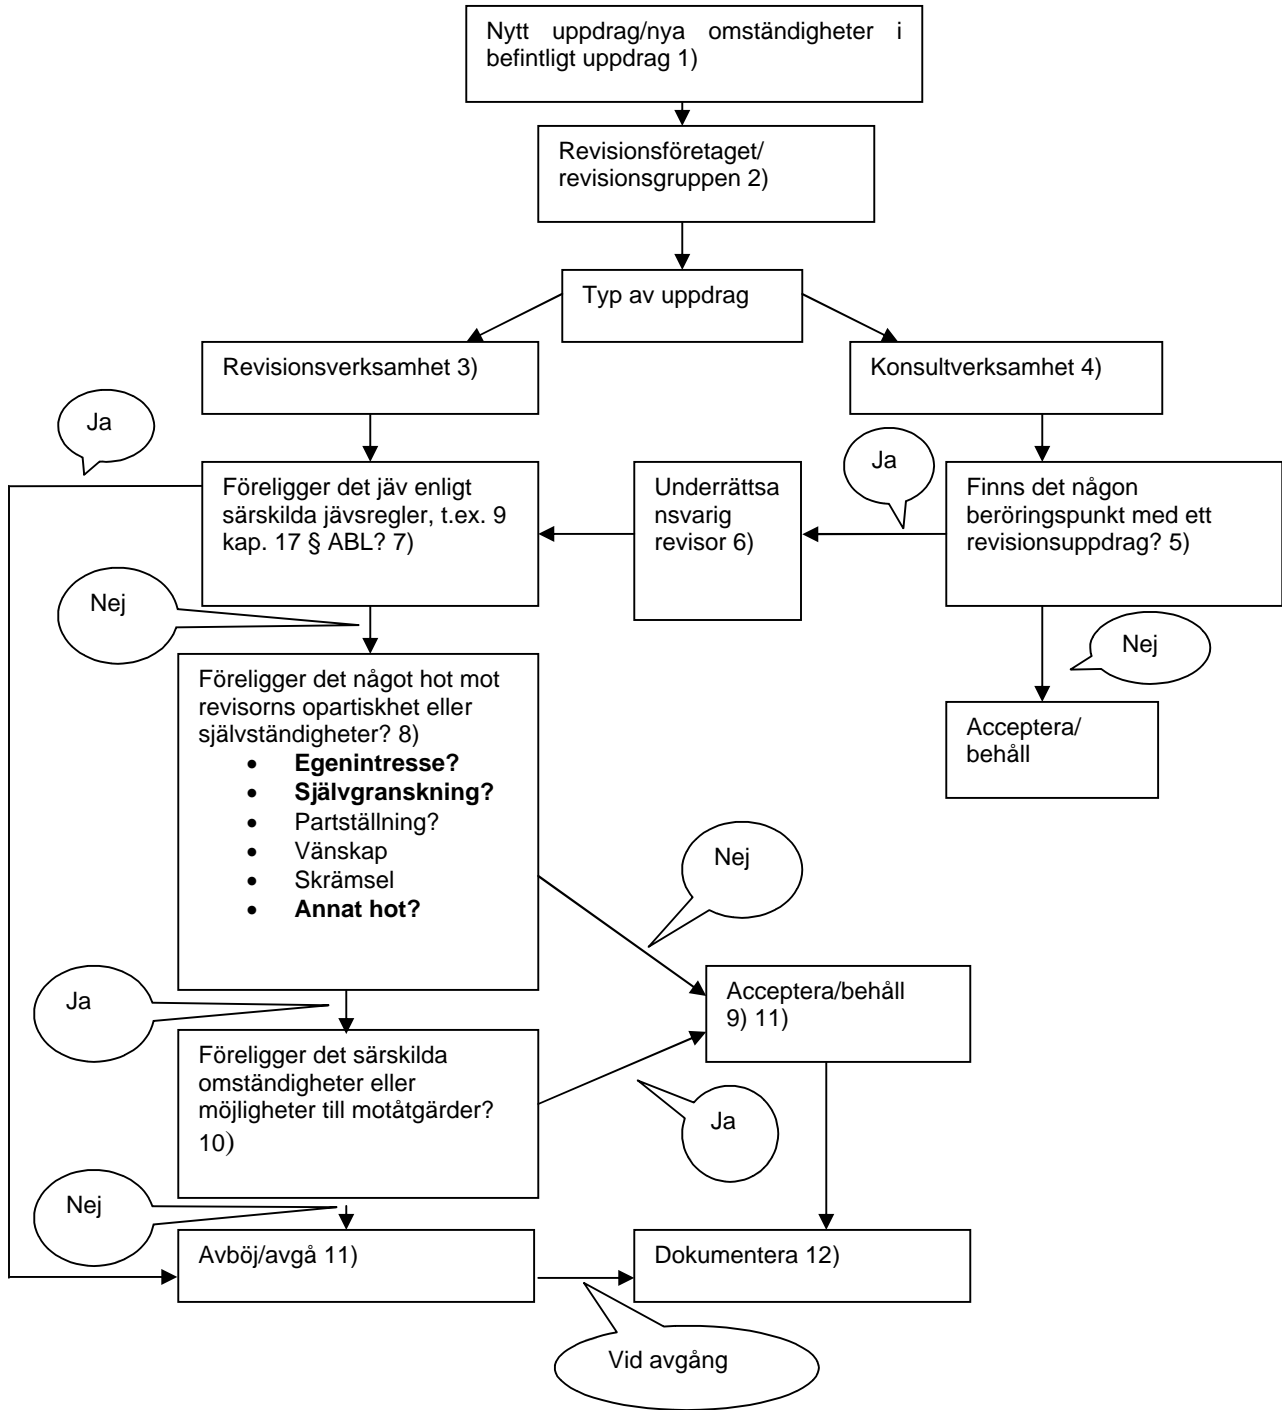 Nytt uppdrag/nya omständigheter i
befintligt uppdrag 1)
Revisionsföretaget/
revisionsgruppen 2)
Typ av uppdrag
Revisionsverksamhet 3)
Konsultverksamhet 4)
Ja
Ja
Föreligger det jäv enligt
särskilda jävsregler, t.ex. 9
kap. 17 § ABL? 7)
Underrättsa
nsvarig
revisor 6)
Finns det någon
beröringspunkt med ett
revisionsuppdrag? 5)
Nej
Nej
Föreligger det något hot mot
revisorns opartiskhet eller
självständigheter? 8)
• Egenintresse?
• Självgranskning?
• Partställning?
• Vänskap
• Skrämsel
• Annat hot?
Acceptera/
behåll
Nej
Ja
Acceptera/behåll
9) 11)
Föreligger det särskilda
omständigheter eller
möjligheter till motåtgärder?
10)
Ja
Nej
Avböj/avgå 11)
Dokumentera 12)
Vid avgång